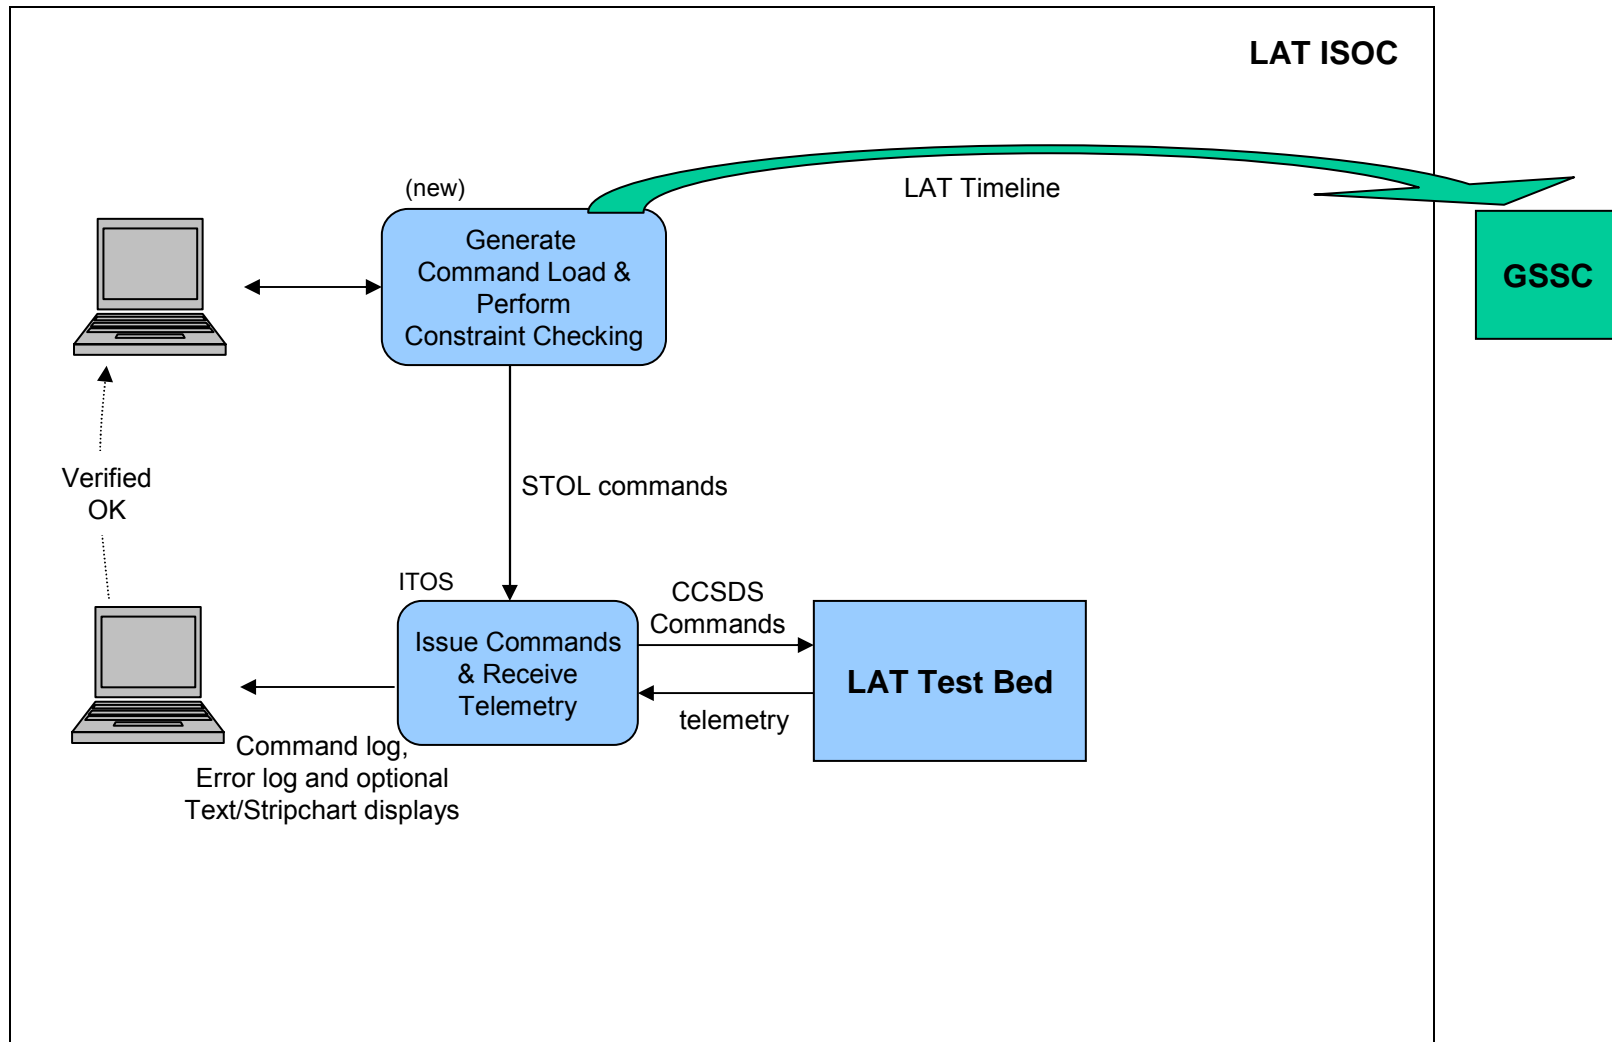 LAT ISOC
(new)
LAT Timeline
Generate
Command Load &
Perform
Constraint Checking
GSSC
Verified
OK
STOL commands
ITOS
CCSDS
Commands
Issue Commands
& Receive
Telemetry
LAT Test Bed
telemetry
Command log,
Error log and optional
Text/Stripchart displays